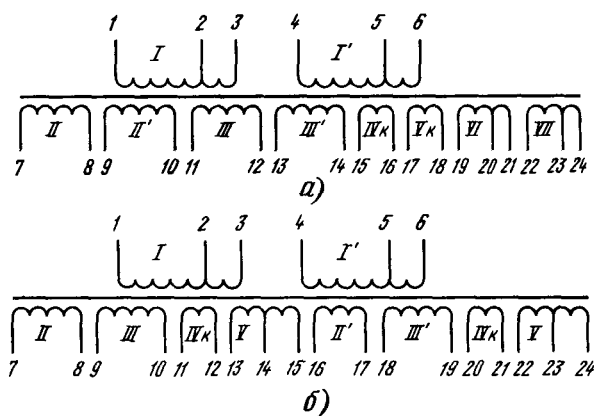 1 2 3 4 5 6
I I'
II II' III III' IVк Vк VI VII
7 8 9 10 11 12 13 14 15 16 17 18 19 20 21 22 23 24
а)
1 2 3 4 5 6
I I'
II III IVк V II' III' IVк V
7 8 9 10 11 12 13 14 15 16 17 18 19 20 21 22 23 24
б)